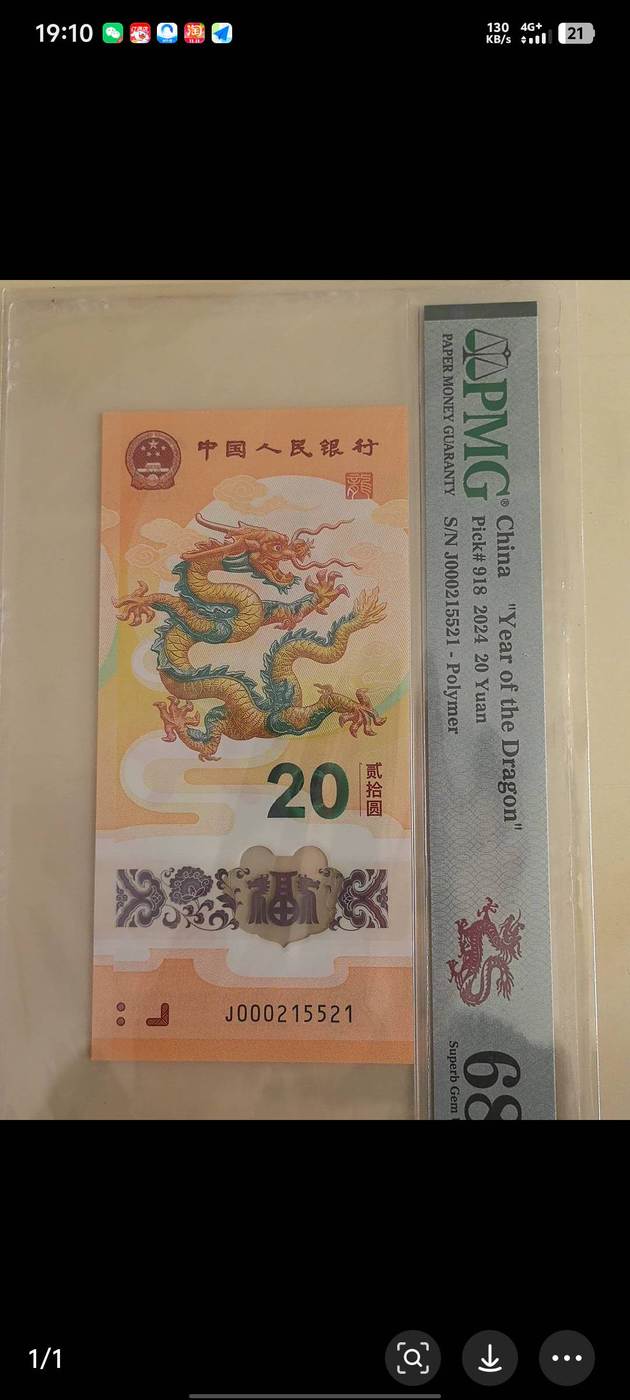 19:10
130
KB/s
4G+
21
中国人民银行
龍
20
贰拾圆
福
J000215521
PMG®
PAPER MONEY GUARANTY
China "Year of the Dragon"
Pick# 918 2024 20 Yuan
S/N J000215521 - Polymer
68
Superb Gem
1/1